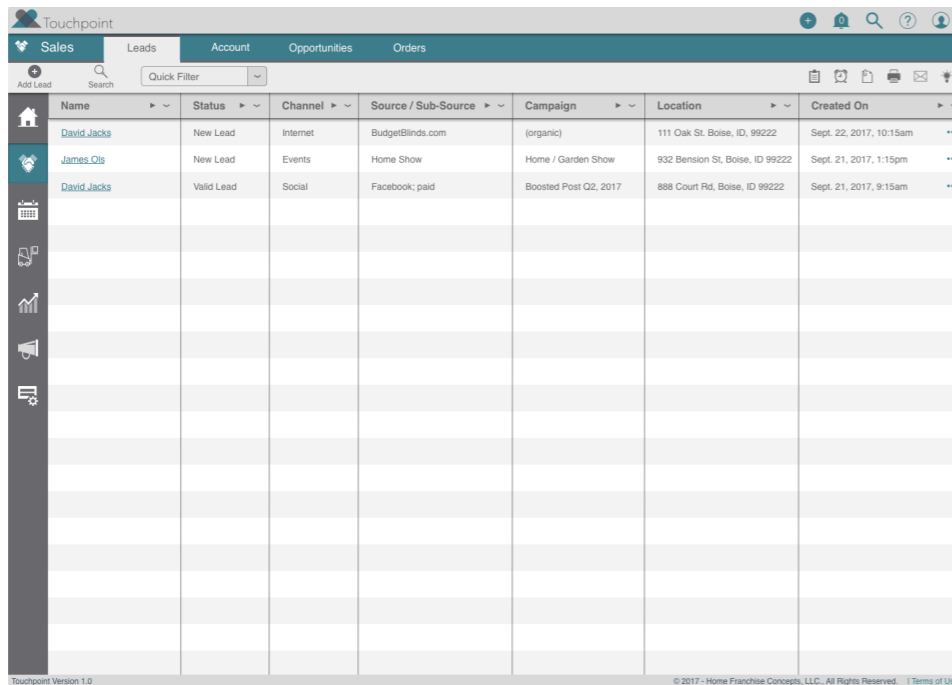 Touchpoint
Sales Leads Account Opportunities Orders
Add Lead Search Quick Filter
Name Status Channel Source / Sub-Source Campaign Location Created On
David Jacks New Lead Internet BudgetBlinds.com (organic) 111 Oak St. Boise, ID, 99222 Sept. 22, 2017, 10:15am
James Ols New Lead Events Home Show Home / Garden Show 932 Bension St, Boise, ID 99222 Sept. 21, 2017, 1:15pm
David Jacks Valid Lead Social Facebook; paid Boosted Post Q2, 2017 888 Court Rd, Boise, ID 99222 Sept. 21, 2017, 9:15am
Touchpoint Version 1.0 © 2017 - Home Franchise Concepts, LLC., All Rights Reserved. | Terms of